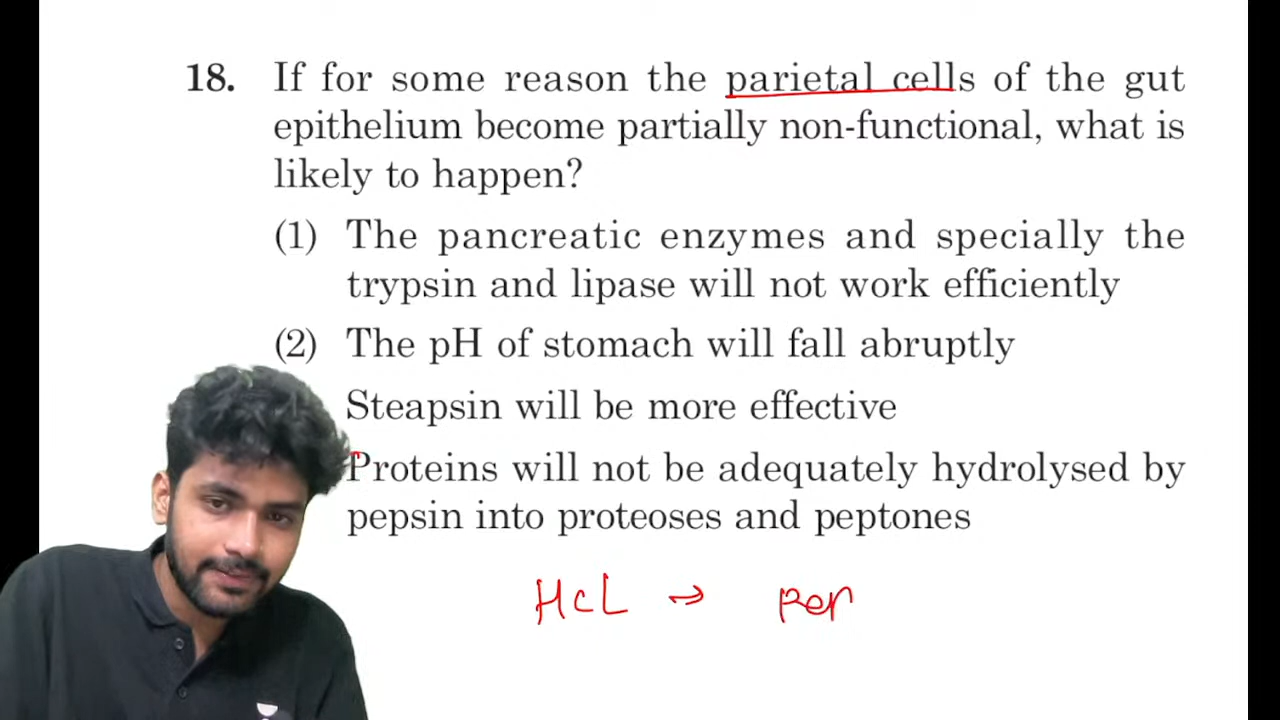 18. If for some reason the parietal cells of the gut
epithelium become partially non-functional, what is
likely to happen?
(1) The pancreatic enzymes and specially the
trypsin and lipase will not work efficiently
(2) The pH of stomach will fall abruptly
Steapsin will be more effective
Proteins will not be adequately hydrolysed by
pepsin into proteoses and peptones
HCL →